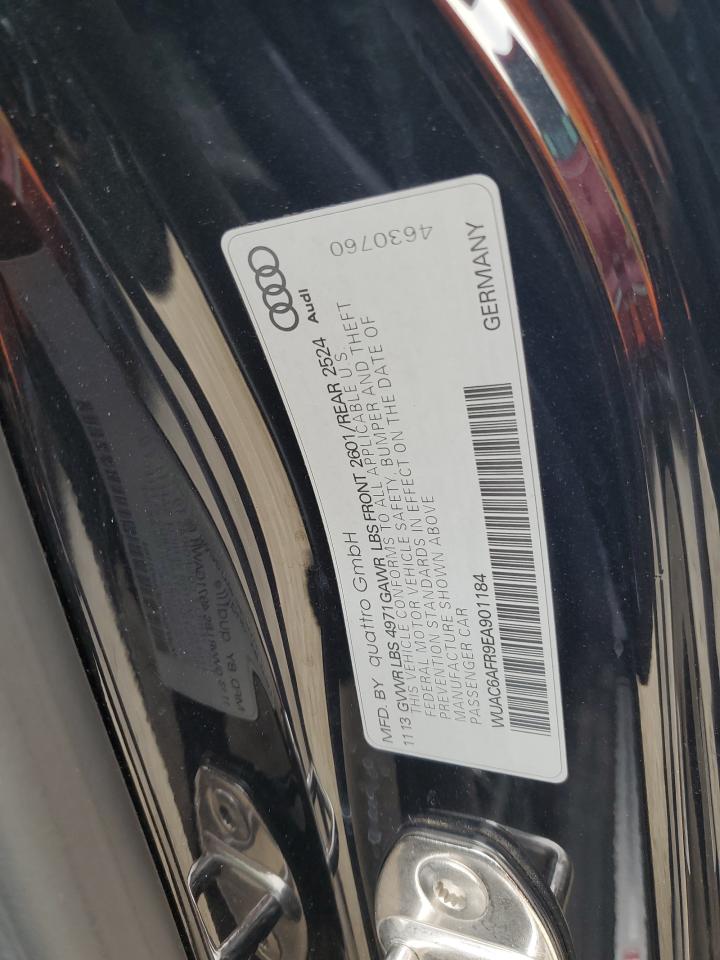 4630760
Audi
MFD. BY quattro GmbH
1113 GVWR LBS 4971 GAWR LBS FRONT 2601/REAR 2524
THIS VEHICLE CONFORMS TO ALL APPLICABLE U.S.
FEDERAL MOTOR VEHICLE SAFETY, BUMPER AND THEFT
PREVENTION STANDARDS IN EFFECT ON THE DATE OF
MANUFACTURE SHOWN ABOVE
PASSENGER CAR
WUAC6AFR9EA901184
GERMANY